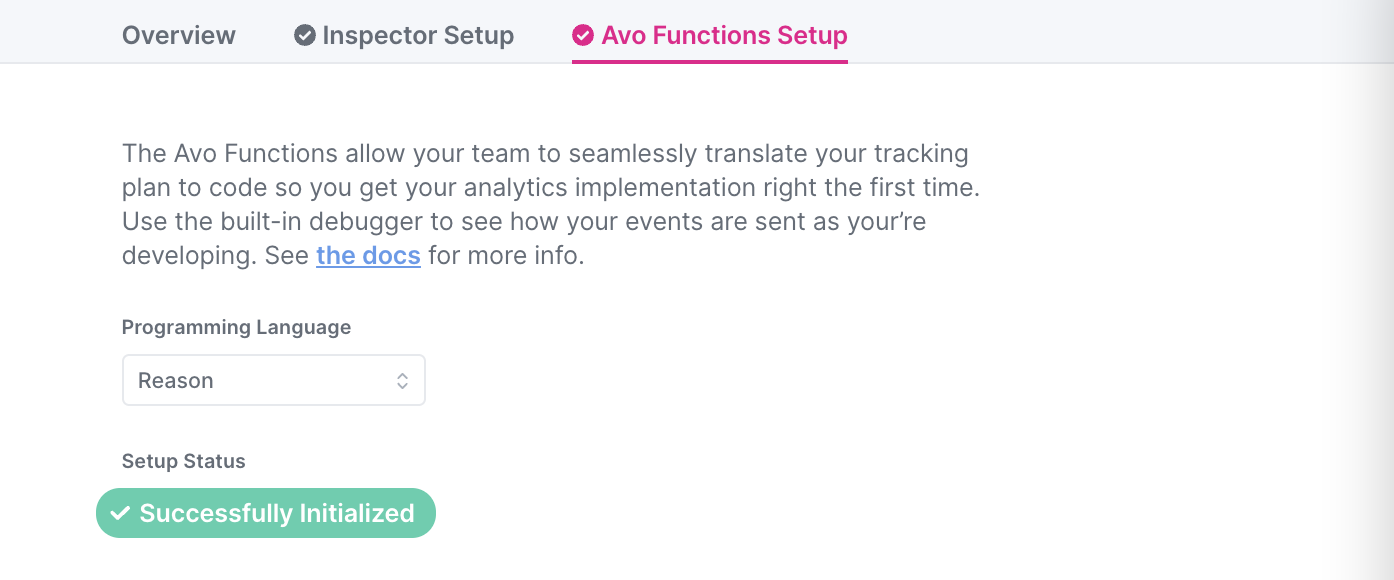 Overview
Inspector Setup
Avo Functions Setup
The Avo Functions allow your team to seamlessly translate your tracking
plan to code so you get your analytics implementation right the first time.
Use the built-in debugger to see how your events are sent as your’re
developing. See the docs for more info.
Programming Language
Reason
Setup Status
Successfully Initialized